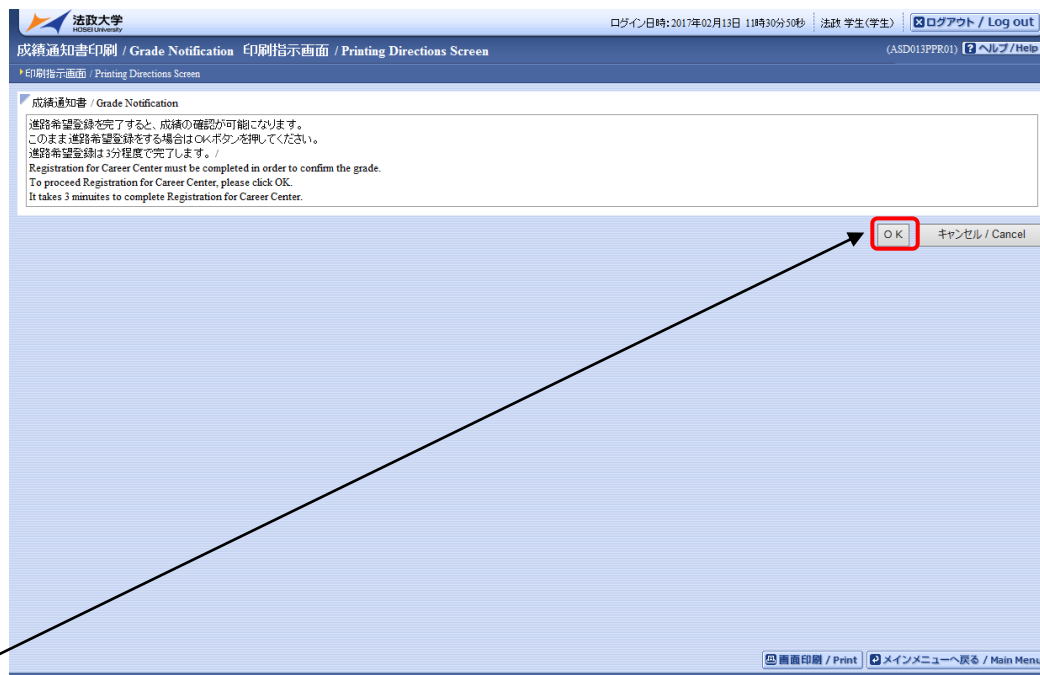 法政大学
HOSEI University
ログイン日時:2017年02月13日 11時30分50秒 法政 学生(学生) ログアウト / Log out
成績通知書印刷 / Grade Notification 印刷指示画面 / Printing Directions Screen (ASD013PPR01) ? ヘルプ/Help
印刷指示画面 / Printing Directions Screen
成績通知書 / Grade Notification
進路希望登録を完了すると、成績の確認が可能になります。
このまま進路希望登録をする場合はOKボタンを押してください。
進路希望登録は3分程度で完了します。/
Registration for Career Center must be completed in order to confirm the grade.
To proceed Registration for Career Center, please click OK.
It takes 3 minuites to complete Registration for Career Center.
OK キャンセル / Cancel
画面印刷 / Print メインメニューへ戻る / Main Menu